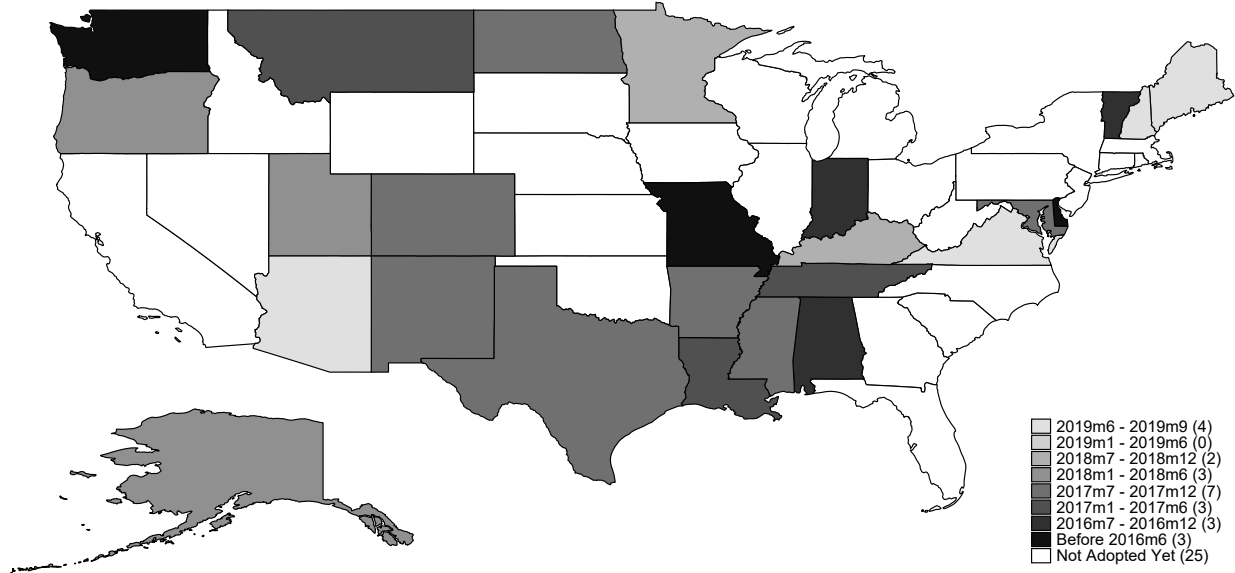 2019m6 - 2019m9 (4)
2019m1 - 2019m6 (0)
2018m7 - 2018m12 (2)
2018m1 - 2018m6 (3)
2017m7 - 2017m12 (7)
2017m1 - 2017m6 (3)
2016m7 - 2016m12 (3)
Before 2016m6 (3)
Not Adopted Yet (25)